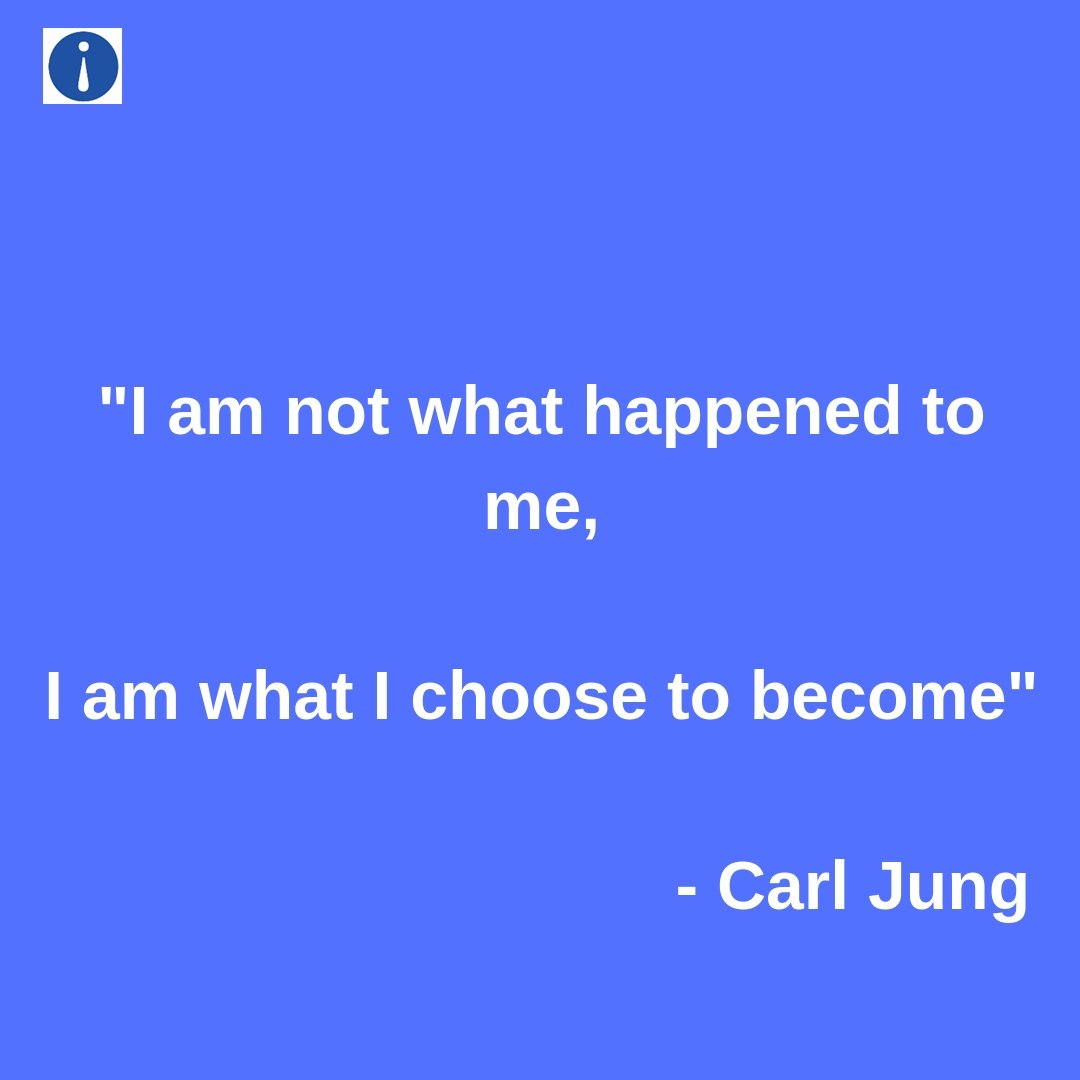 "I am not what happened to
me,
I am what I choose to become"
- Carl Jung